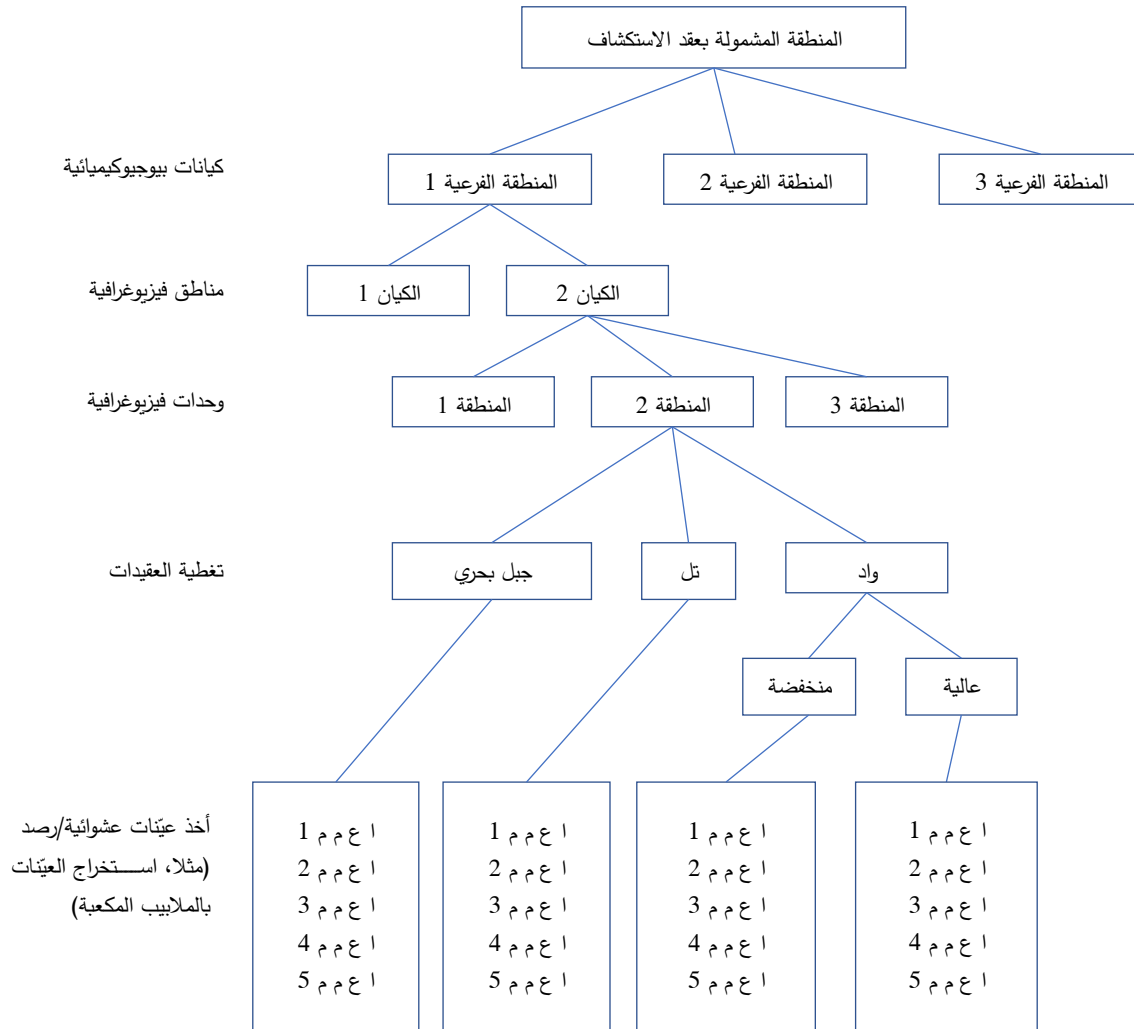 المنطقة المشمولة بعقد الاستكشاف
كيانات بيوجيوكيميائية
المنطقة الفرعية 1
المنطقة الفرعية 2
المنطقة الفرعية 3
مناطق فيزيوغرافية
الكيان 1
الكيان 2
وحدات فيزيوغرافية
المنطقة 1
المنطقة 2
المنطقة 3
تغطية العقيدات
جبل بحري
تل
واد
منخفضة
عالية
أخذ عيّنات عشوائية/رصد
(مثلا، استخراج العيّنات
بالملابيب المكعبة)
ا ع م م 1
ا ع م م 2
ا ع م م 3
ا ع م م 4
ا ع م م 5
ا ع م م 1
ا ع م م 2
ا ع م م 3
ا ع م م 4
ا ع م م 5
ا ع م م 1
ا ع م م 2
ا ع م م 3
ا ع م م 4
ا ع م م 5
ا ع م م 1
ا ع م م 2
ا ع م م 3
ا ع م م 4
ا ع م م 5